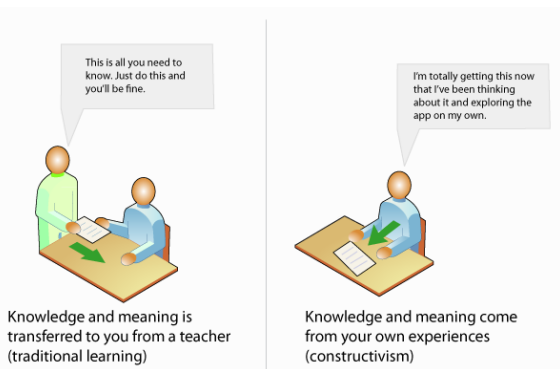 This is all you need to
know. Just do this and
you'll be fine.
Knowledge and meaning is
transferred to you from a teacher
(traditional learning)
I'm totally getting this now
that I've been thinking
about it and exploring the
app on my own.
Knowledge and meaning come
from your own experiences
(constructivism)